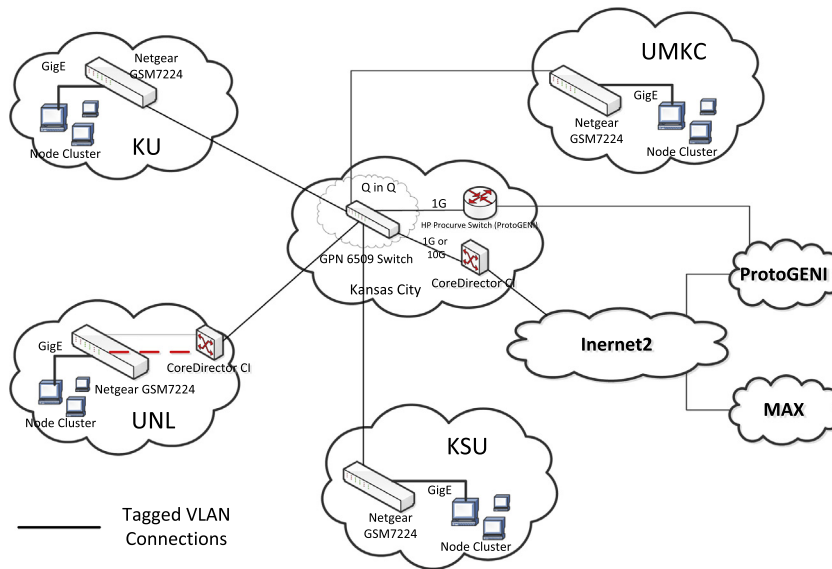 Netgear
GSM7224
GigE
Node Cluster
KU
UMKC
GigE
Netgear
GSM7224
Node Cluster
Q in Q
1G
HP Procurve Switch (ProtoGENI)
1G or
10G
GPN 6509 Switch
CoreDirector CI
Kansas City
ProtoGENI
Inernet2
MAX
GigE
CoreDirector CI
Netgear GSM7224
Node Cluster
UNL
KSU
GigE
Netgear
GSM7224
Node Cluster
Tagged VLAN
Connections